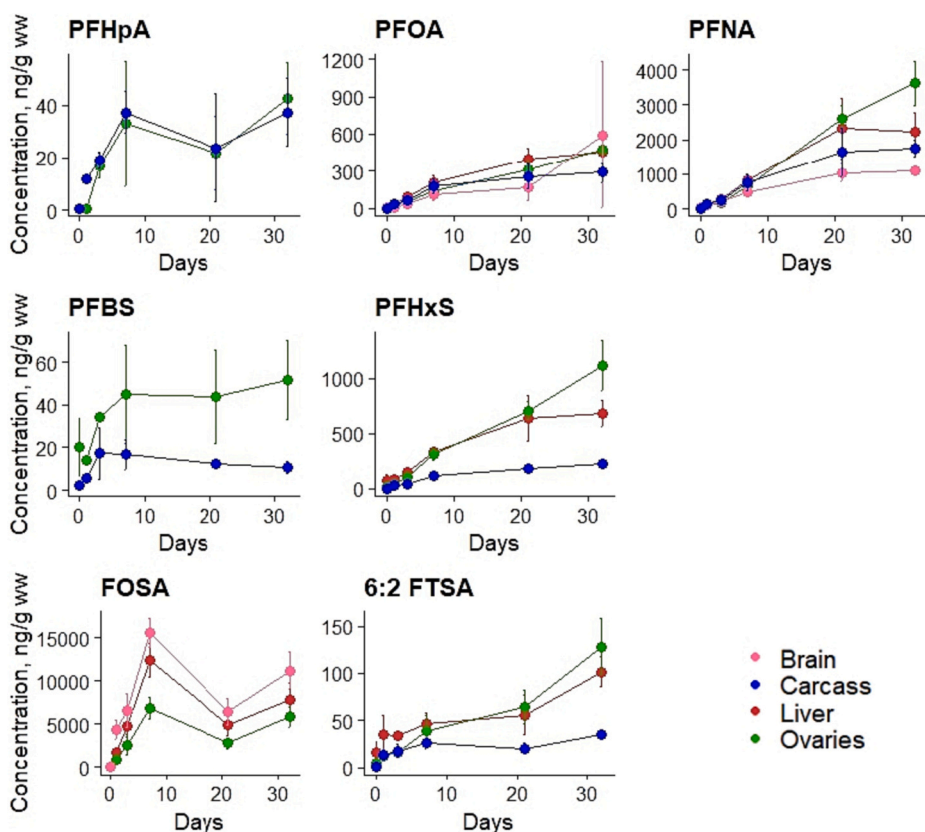 PFHpA PFOA PFNA
Concentration, ng/g ww
40
20
0
0 10 20 30
Days
1200
900
600
300
0
0 10 20 30
Days
4000
3000
2000
1000
0
0 10 20 30
Days
PFBS PFHxS
Concentration, ng/g ww
60
40
20
0
0 10 20 30
Days
1000
500
0
0 10 20 30
Days
FOSA 6:2 FTSA
Concentration, ng/g ww
15000
10000
5000
0
0 10 20 30
Days
150
100
50
0
0 10 20 30
Days
Brain
Carcass
Liver
Ovaries